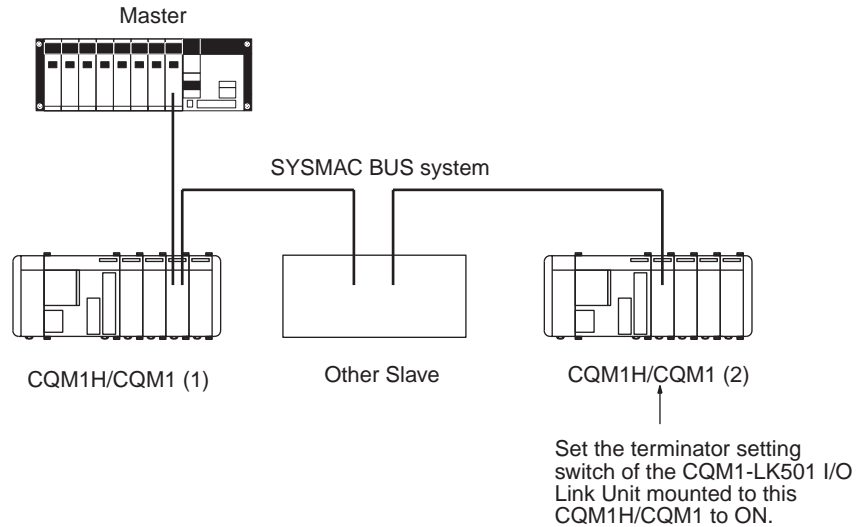 Master
SYSMAC BUS system
CQM1H/CQM1 (1)
Other Slave
CQM1H/CQM1 (2)
Set the terminator setting
switch of the CQM1-LK501 I/O
Link Unit mounted to this
CQM1H/CQM1 to ON.